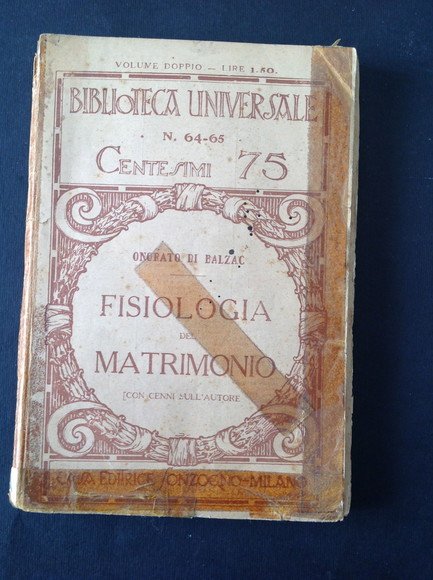 VOLUME DOPPIO — LIRE 1.50.
BIBLIOTECA UNIVERSALE
N. 64-65
CENTESIMI 75
ONORATO DI BALZAC
FISIOLOGIA
DEL
MATRIMONIO
[CON CENNI SULL'AUTORE
CASA EDITRICE SONZOGNO-MILANO